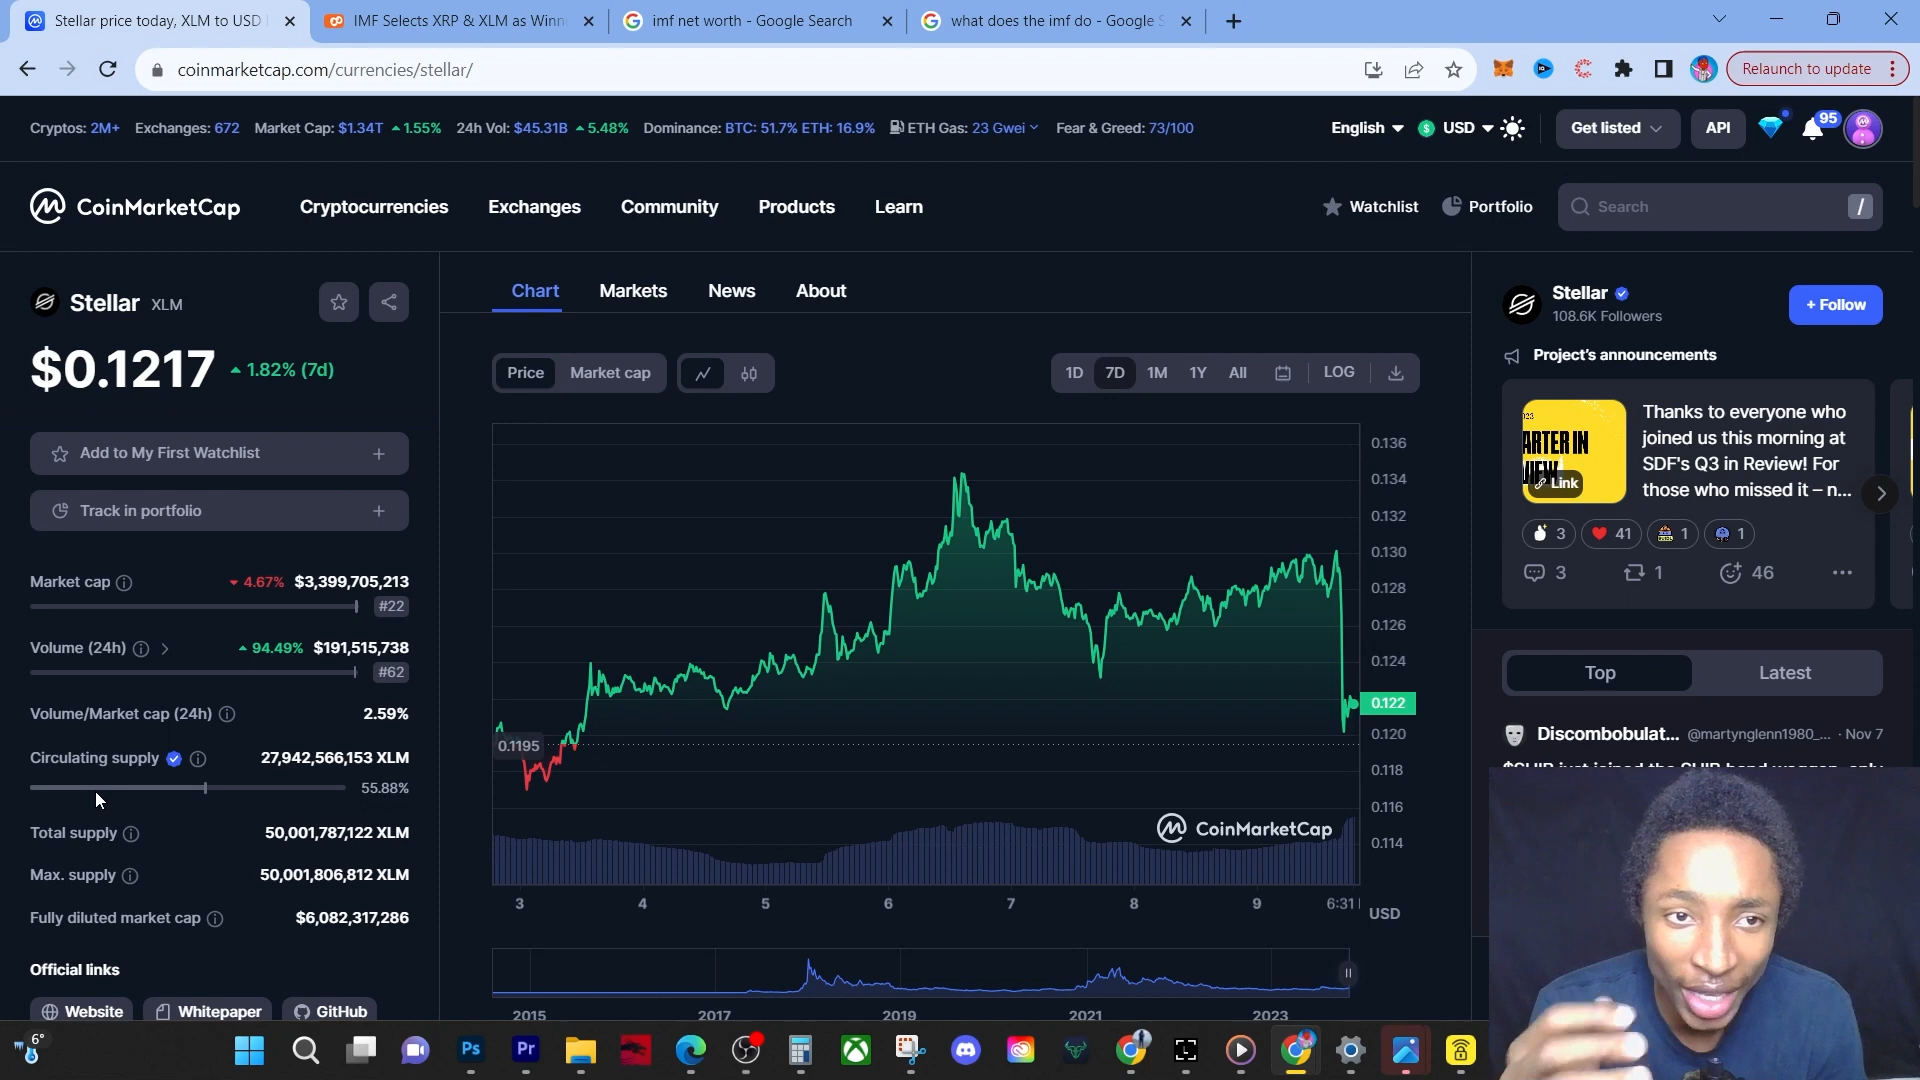 Stellar price today, XLM to USD
IMF Selects XRP & XLM as Winn
imf net worth - Google Search
what does the imf do - Google S
coinmarketcap.com/currencies/stellar/
Relaunch to update
Cryptos: 2M+ Exchanges: 672 Market Cap: $1.34T 1.55% 24h Vol: $45.31B 5.48% Dominance: BTC: 51.7% ETH: 16.9% ETH Gas: 23 Gwei Fear & Greed: 73/100
English $ USD
Get listed
API
95
CoinMarketCap
Cryptocurrencies Exchanges Community Products Learn
Watchlist Portfolio
Search /
Stellar XLM
$0.1217 1.82% (7d)
Add to My First Watchlist +
Track in portfolio +
Market cap 4.67% $3,399,705,213
#22
Volume (24h) 94.49% $191,515,738
#62
Volume/Market cap (24h) 2.59%
Circulating supply 27,942,566,153 XLM
55.88%
Total supply 50,001,787,122 XLM
Max. supply 50,001,806,812 XLM
Fully diluted market cap $6,082,317,286
Official links
Website Whitepaper GitHub
Chart Markets News About
Price Market cap
1D 7D 1M 1Y All LOG
0.136
0.134
0.132
0.130
0.128
0.126
0.124
0.122
0.120
0.118
0.116
0.114
0.1195
CoinMarketCap
3 4 5 6 7 8 9 6:31
USD
2015 2017 2019 2021 2023
Stellar
108.6K Followers
+ Follow
Project's announcements
023
ARTER IN
Link
Thanks to everyone who
joined us this morning at
SDF's Q3 in Review! For
those who missed it – n...
3 41 1 1
3 1 46
Top Latest
Discombobulat... @martynglenn1980_... · Nov 7
6°
Ps Pr